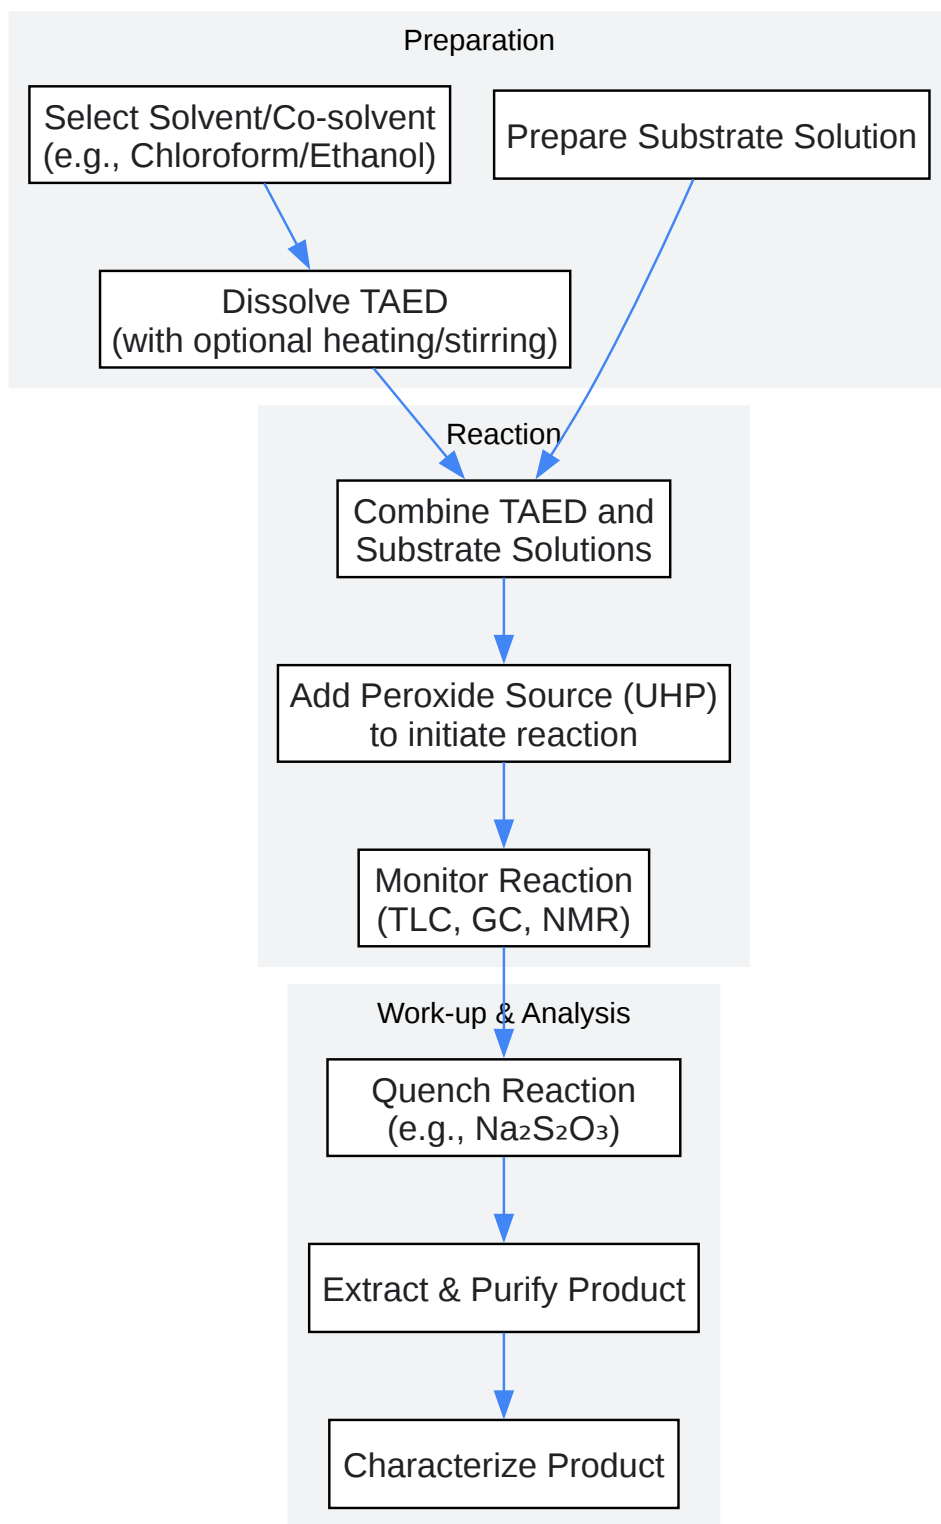 Preparation
Select Solvent/Co-solvent
(e.g., Chloroform/Ethanol)
Prepare Substrate Solution
Dissolve TAED
(with optional heating/stirring)
Reaction
Combine TAED and
Substrate Solutions
Add Peroxide Source (UHP)
to initiate reaction
Monitor Reaction
(TLC, GC, NMR)
Work-up & Analysis
Quench Reaction
(e.g., Na₂S₂O₃)
Extract & Purify Product
Characterize Product